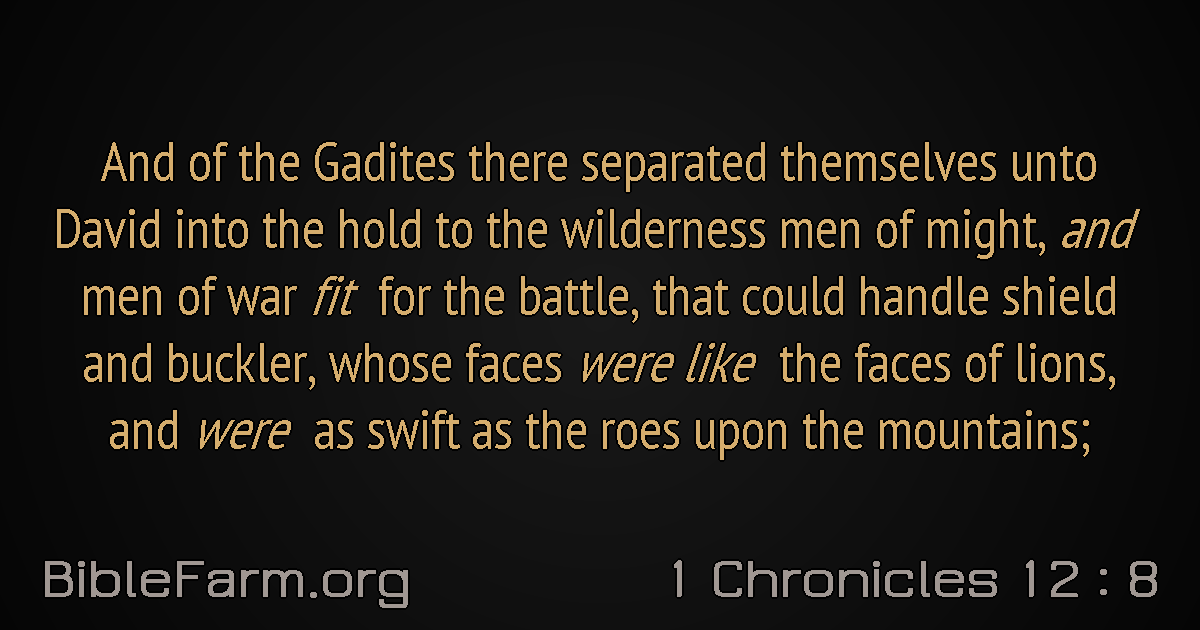 And of the Gadites there separated themselves unto
David into the hold to the wilderness men of might, and
men of war fit for the battle, that could handle shield
and buckler, whose faces were like the faces of lions,
and were as swift as the roes upon the mountains;
BibleFarm.org
1 Chronicles 12 : 8